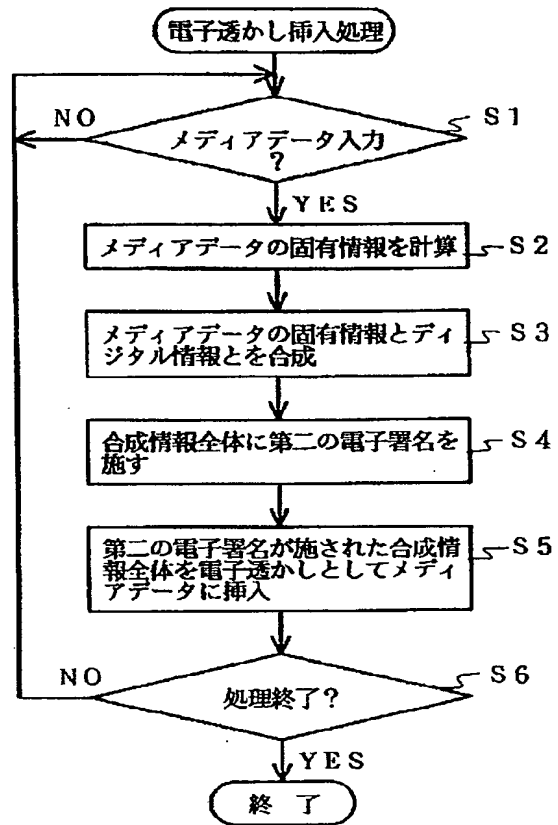 電子透かし挿入処理
NO
S1
メディアデータ入力
?
YES
メディアデータの固有情報を計算
S2
メディアデータの固有情報とディ
ジタル情報とを合成
S3
合成情報全体に第二の電子署名を
施す
S4
第二の電子署名が施された合成情
報全体を電子透かしとしてメディ
アデータに挿入
S5
NO
S6
処理終了?
YES
終 了